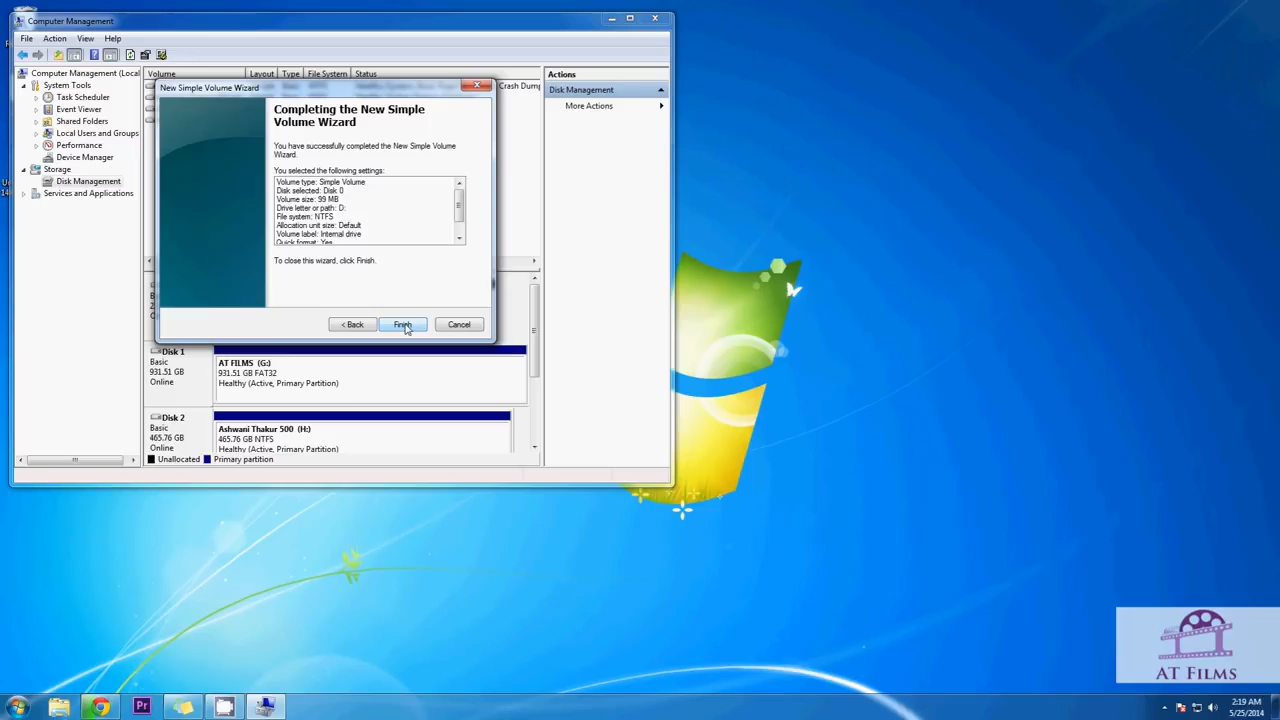 Computer Management
File Action View Help
Computer Management (Local
System Tools
Task Scheduler
Event Viewer
Shared Folders
Local Users and Groups
Performance
Device Manager
Storage
Disk Management
Services and Applications
Volume Layout Type File System Status
Crash Dump
New Simple Volume Wizard
Completing the New Simple
Volume Wizard
You have successfully completed the New Simple Volume
Wizard.
You selected the following settings:
Volume type: Simple Volume
Disk selected: Disk 0
Volume size: 99 MB
Drive letter or path: D:
File system: NTFS
Allocation unit size: Default
Volume label: Internal drive
Quick format: Yes
To close this wizard, click Finish.
< Back Finish Cancel
Disk 1
Basic
931.51 GB
Online
AT FILMS (G:)
931.51 GB FAT32
Healthy (Active, Primary Partition)
Disk 2
Basic
465.76 GB
Online
Ashwani Thakur 500 (H:)
465.76 GB NTFS
Healthy (Active, Primary Partition)
Unallocated Primary partition
Actions
Disk Management
More Actions
AT FILMS
Pr
2:19 AM
5/25/2014